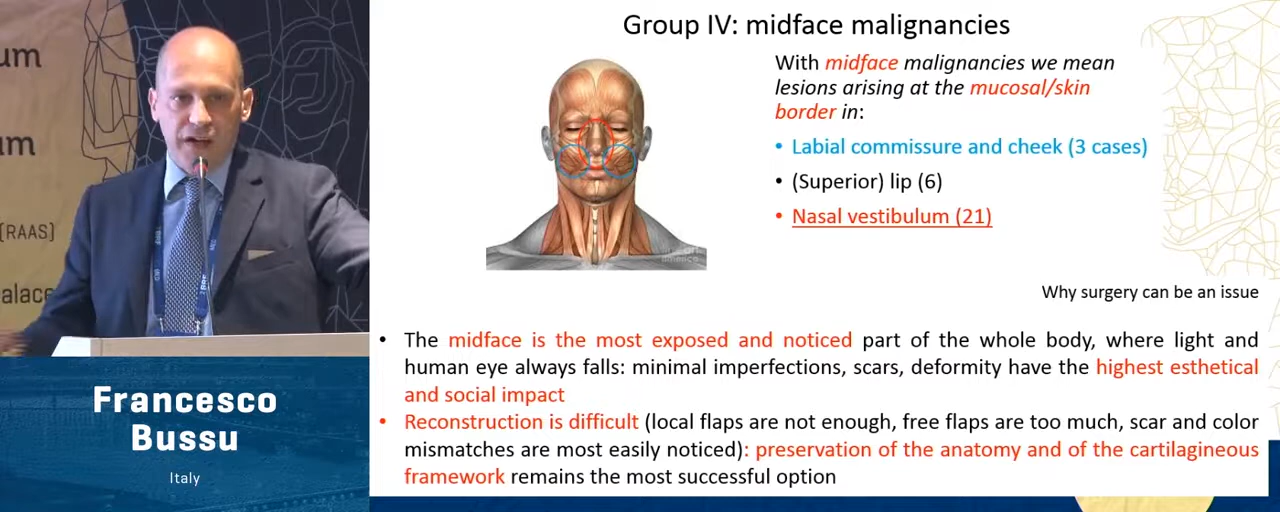 Group IV: midface malignancies
With midface malignancies we mean
lesions arising at the mucosal/skin
border in:
• Labial commissure and cheek (3 cases)
• (Superior) lip (6)
• Nasal vestibulum (21)
Why surgery can be an issue
• The midface is the most exposed and noticed part of the whole body, where light and
human eye always falls: minimal imperfections, scars, deformity have the highest esthetical
and social impact
• Reconstruction is difficult (local flaps are not enough, free flaps are too much, scar and color
mismatches are most easily noticed): preservation of the anatomy and of the cartilagineous
framework remains the most successful option
um
um
[RAAS]
alace
Francesco
Bussu
Italy